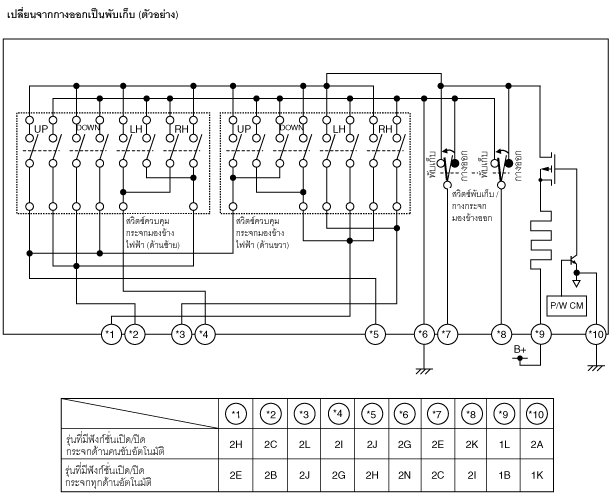 เปลี่ยนจากกางออกเป็นพับเก็บ (ตัวอย่าง)
UP DOWN LH RH UP DOWN LH RH
พับเก็บ กางออก พับเก็บ กางออก
สวิตช์พับเก็บ /
กางกระจก
มองข้างออก
สวิตช์ควบคุม
กระจกมองข้าง
ไฟฟ้า (ด้านซ้าย)
สวิตช์ควบคุม
กระจกมองข้าง
ไฟฟ้า (ด้านขวา)
P/W CM
*1 *2 *3 *4 *5 *6 *7 *8 *9 *10
B+
*1 *2 *3 *4 *5 *6 *7 *8 *9 *10
รุ่นที่มีฟังก์ชั่นเปิด/ปิด
กระจกด้านคนขับอัตโนมัติ
2H 2C 2L 2I 2J 2G 2E 2K 1L 2A
รุ่นที่มีฟังก์ชั่นเปิด/ปิด
กระจกทุกด้านอัตโนมัติ
2E 2B 2J 2G 2H 2N 2C 2I 1B 1K